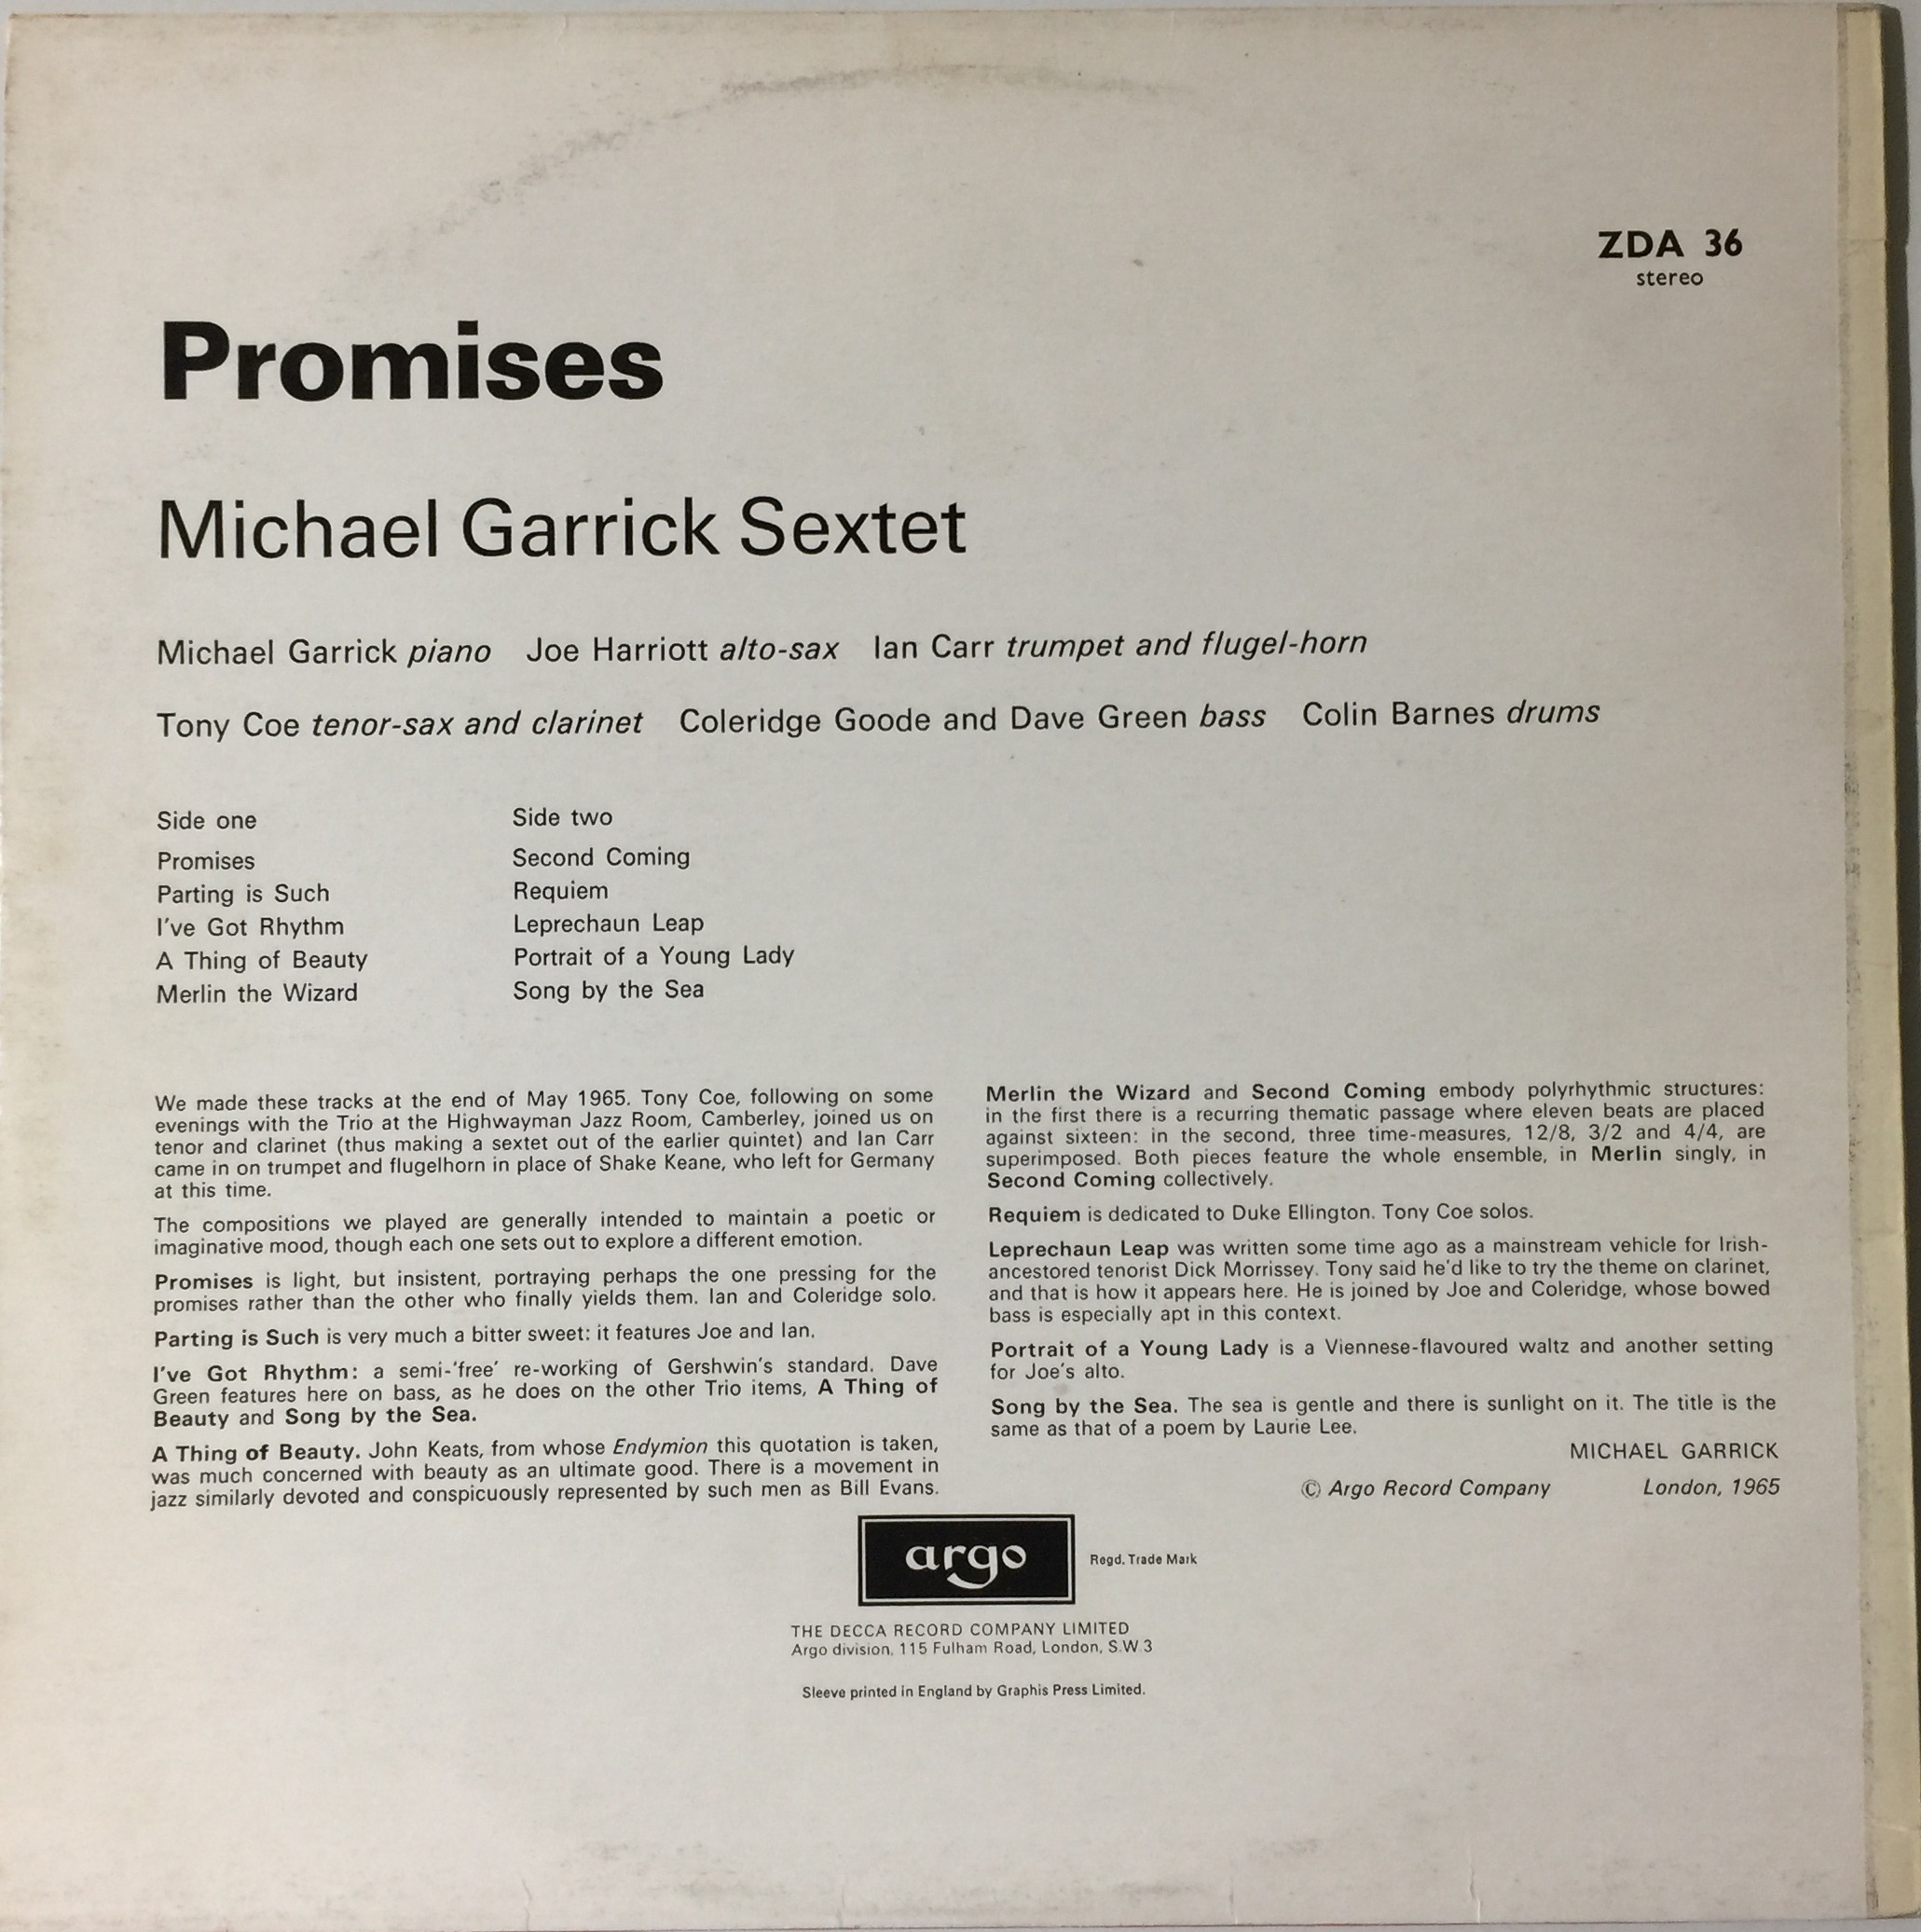 ZDA 36
stereo
Promises
Michael Garrick Sextet
Michael Garrick piano Joe Harriott alto-sax Ian Carr trumpet and flugel-horn
Tony Coe tenor-sax and clarinet Coleridge Goode and Dave Green bass Colin Barnes drums
Side one
Promises
Parting is Such
I've Got Rhythm
A Thing of Beauty
Merlin the Wizard
Side two
Second Coming
Requiem
Leprechaun Leap
Portrait of a Young Lady
Song by the Sea
We made these tracks at the end of May 1965. Tony Coe, following on some
evenings with the Trio at the Highwayman Jazz Room, Camberley, joined us on
tenor and clarinet (thus making a sextet out of the earlier quintet) and Ian Carr
came in on trumpet and flugelhorn in place of Shake Keane, who left for Germany
at this time.
The compositions we played are generally intended to maintain a poetic or
imaginative mood, though each one sets out to explore a different emotion.
Promises is light, but insistent, portraying perhaps the one pressing for the
promises rather than the other who finally yields them. Ian and Coleridge solo.
Parting is Such is very much a bitter sweet: it features Joe and Ian.
I've Got Rhythm: a semi-'free' re-working of Gershwin's standard. Dave
Green features here on bass, as he does on the other Trio items, A Thing of
Beauty and Song by the Sea.
A Thing of Beauty. John Keats, from whose Endymion this quotation is taken,
was much concerned with beauty as an ultimate good. There is a movement in
jazz similarly devoted and conspicuously represented by such men as Bill Evans.
Merlin the Wizard and Second Coming embody polyrhythmic structures:
in the first there is a recurring thematic passage where eleven beats are placed
against sixteen: in the second, three time-measures, 12/8, 3/2 and 4/4, are
superimposed. Both pieces feature the whole ensemble, in Merlin singly, in
Second Coming collectively.
Requiem is dedicated to Duke Ellington. Tony Coe solos.
Leprechaun Leap was written some time ago as a mainstream vehicle for Irish-
ancestored tenorist Dick Morrissey. Tony said he'd like to try the theme on clarinet,
and that is how it appears here. He is joined by Joe and Coleridge, whose bowed
bass is especially apt in this context.
Portrait of a Young Lady is a Viennese-flavoured waltz and another setting
for Joe's alto.
Song by the Sea. The sea is gentle and there is sunlight on it. The title is the
same as that of a poem by Laurie Lee.
MICHAEL GARRICK
© Argo Record Company London, 1965
argo
Regd. Trade Mark
THE DECCA RECORD COMPANY LIMITED
Argo division, 115 Fulham Road, London, S.W.3
Sleeve printed in England by Graphis Press Limited.